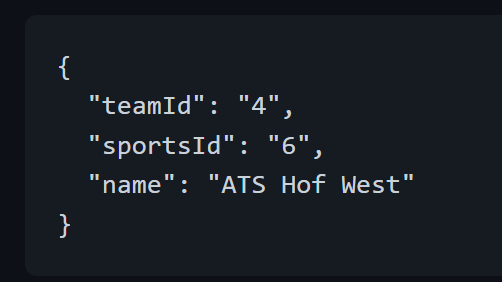 {
  "teamId": "4",
  "sportsId": "6",
  "name": "ATS Hof West"
}